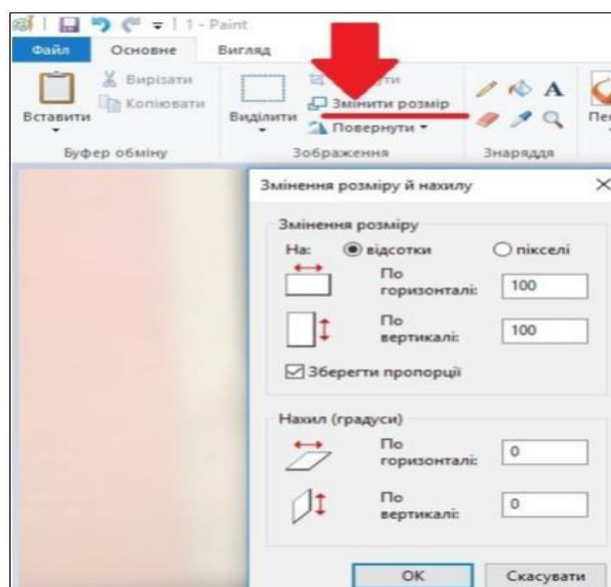 1 - Paint
Файл Основне Вигляд
Вирізати
Копіювати
Вставити
Буфер обміну
Виділити
Змінити розмір
Повернути
Зображення
A
Знаряддя
Змінення розміру й нахилу
Змінення розміру
На: відсотки пікселі
По горизонталі: 100
По вертикалі: 100
Зберегти пропорції
Нахил (градуси)
По горизонталі: 0
По вертикалі: 0
ОК Скасувати